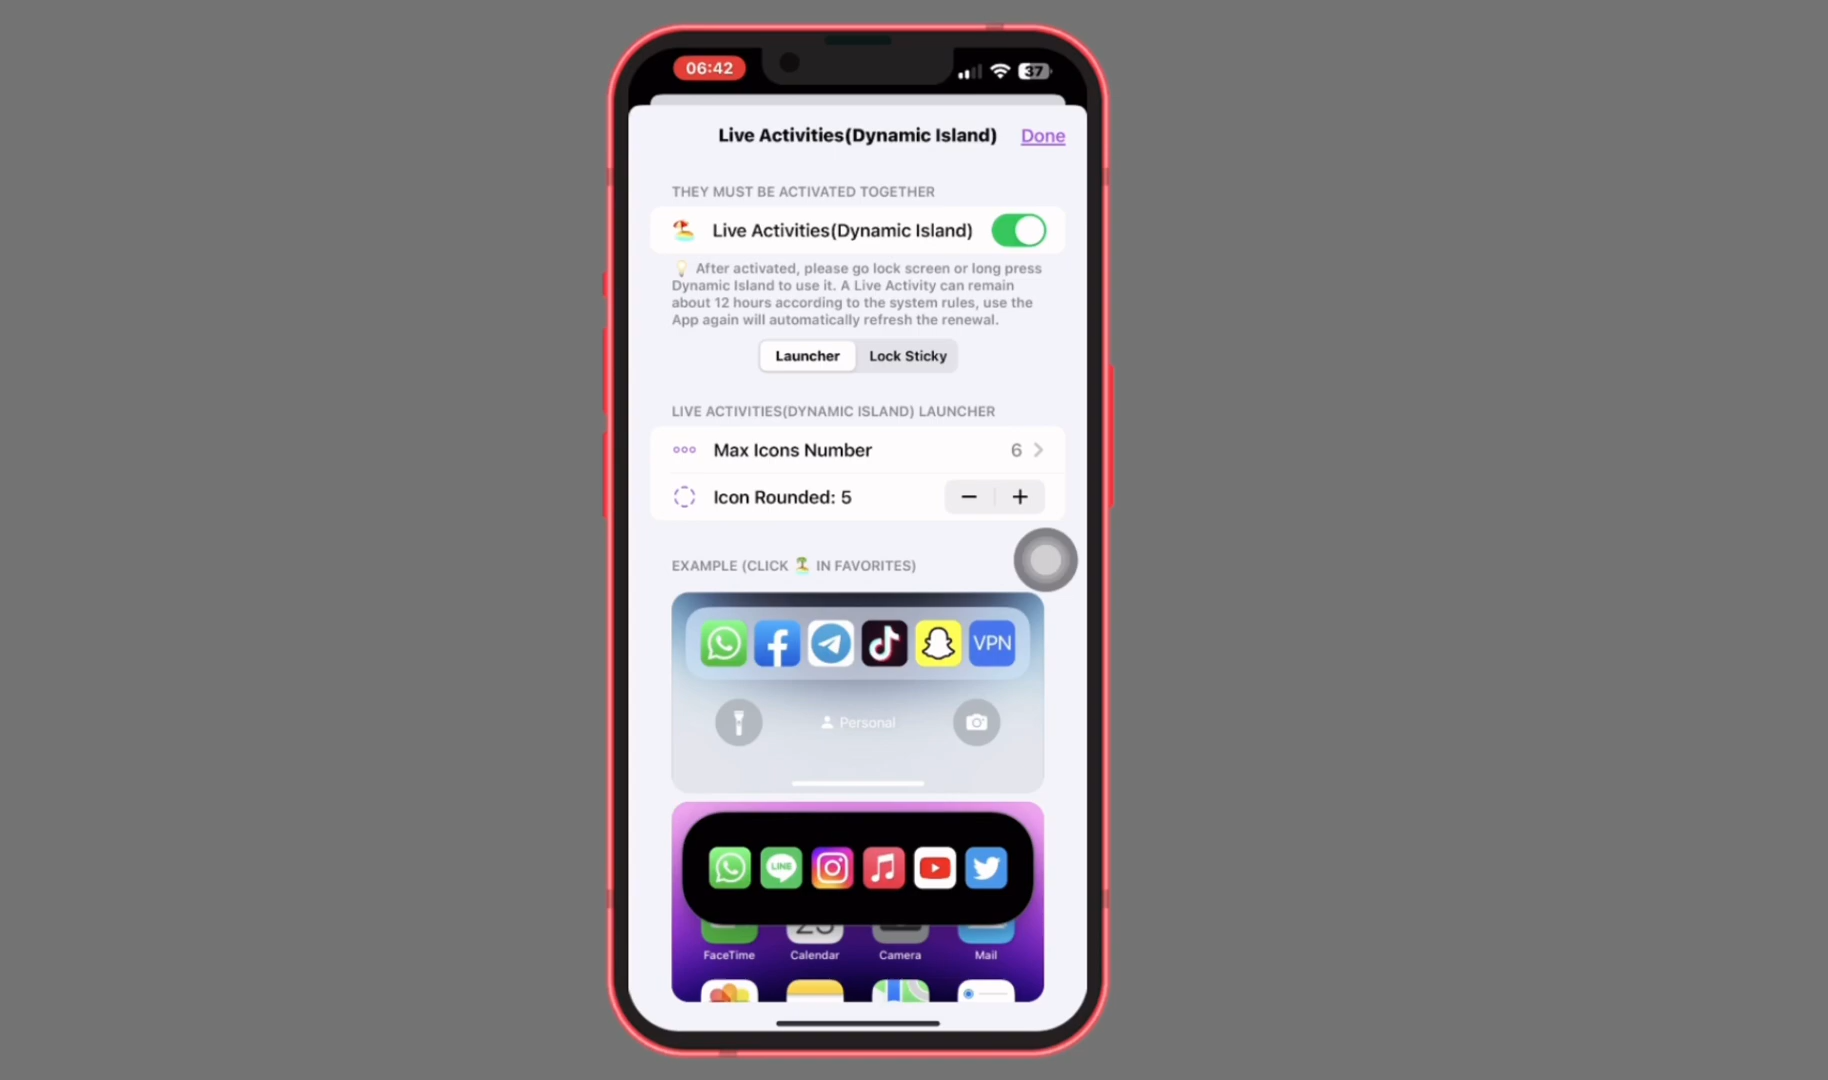 06:42
37
Live Activities(Dynamic Island)
Done
THEY MUST BE ACTIVATED TOGETHER
Live Activities(Dynamic Island)
After activated, please go lock screen or long press
Dynamic Island to use it. A Live Activity can remain
about 12 hours according to the system rules, use the
App again will automatically refresh the renewal.
Launcher
Lock Sticky
LIVE ACTIVITIES(DYNAMIC ISLAND) LAUNCHER
Max Icons Number
6
Icon Rounded: 5
− +
EXAMPLE (CLICK IN FAVORITES)
VPN
Personal
LINE
FaceTime
Calendar
Camera
Mail